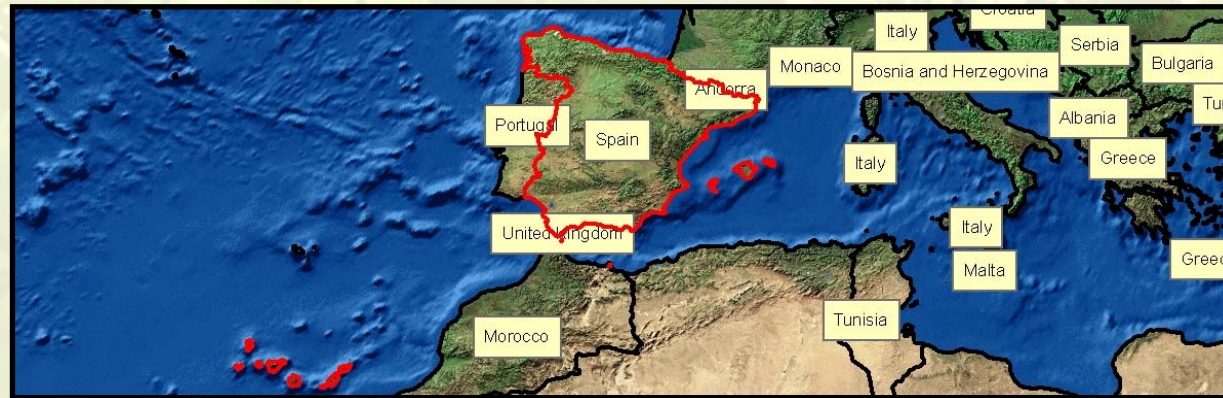 Croatia
Italy
Serbia
Monaco
Bosnia and Herzegovina
Bulgaria
Andorra
Albania
Portugal
Spain
Italy
Greece
United Kingdom
Italy
Malta
Tunisia
Morocco